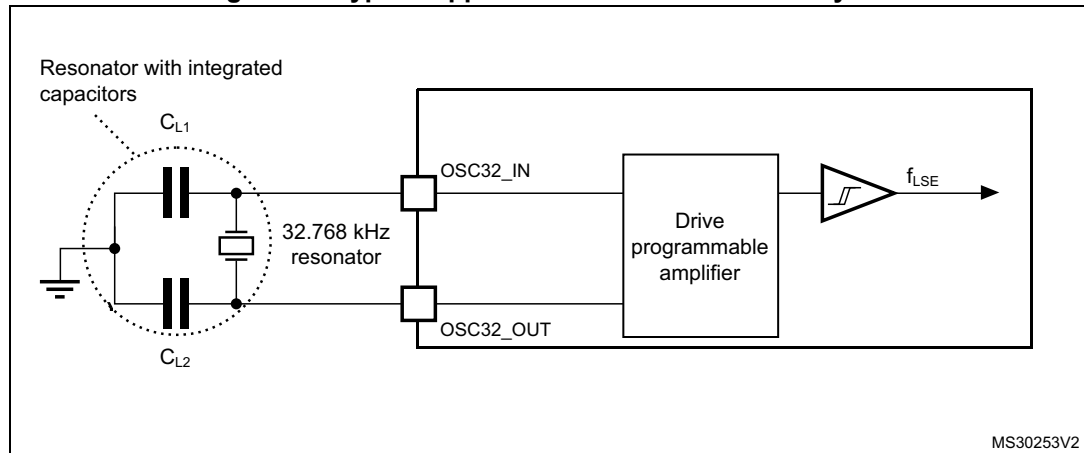 Resonator with integrated
capacitors
CL1
OSC32_IN
fLSE
32.768 kHz
resonator
Drive
programmable
amplifier
OSC32_OUT
CL2
MS30253V2